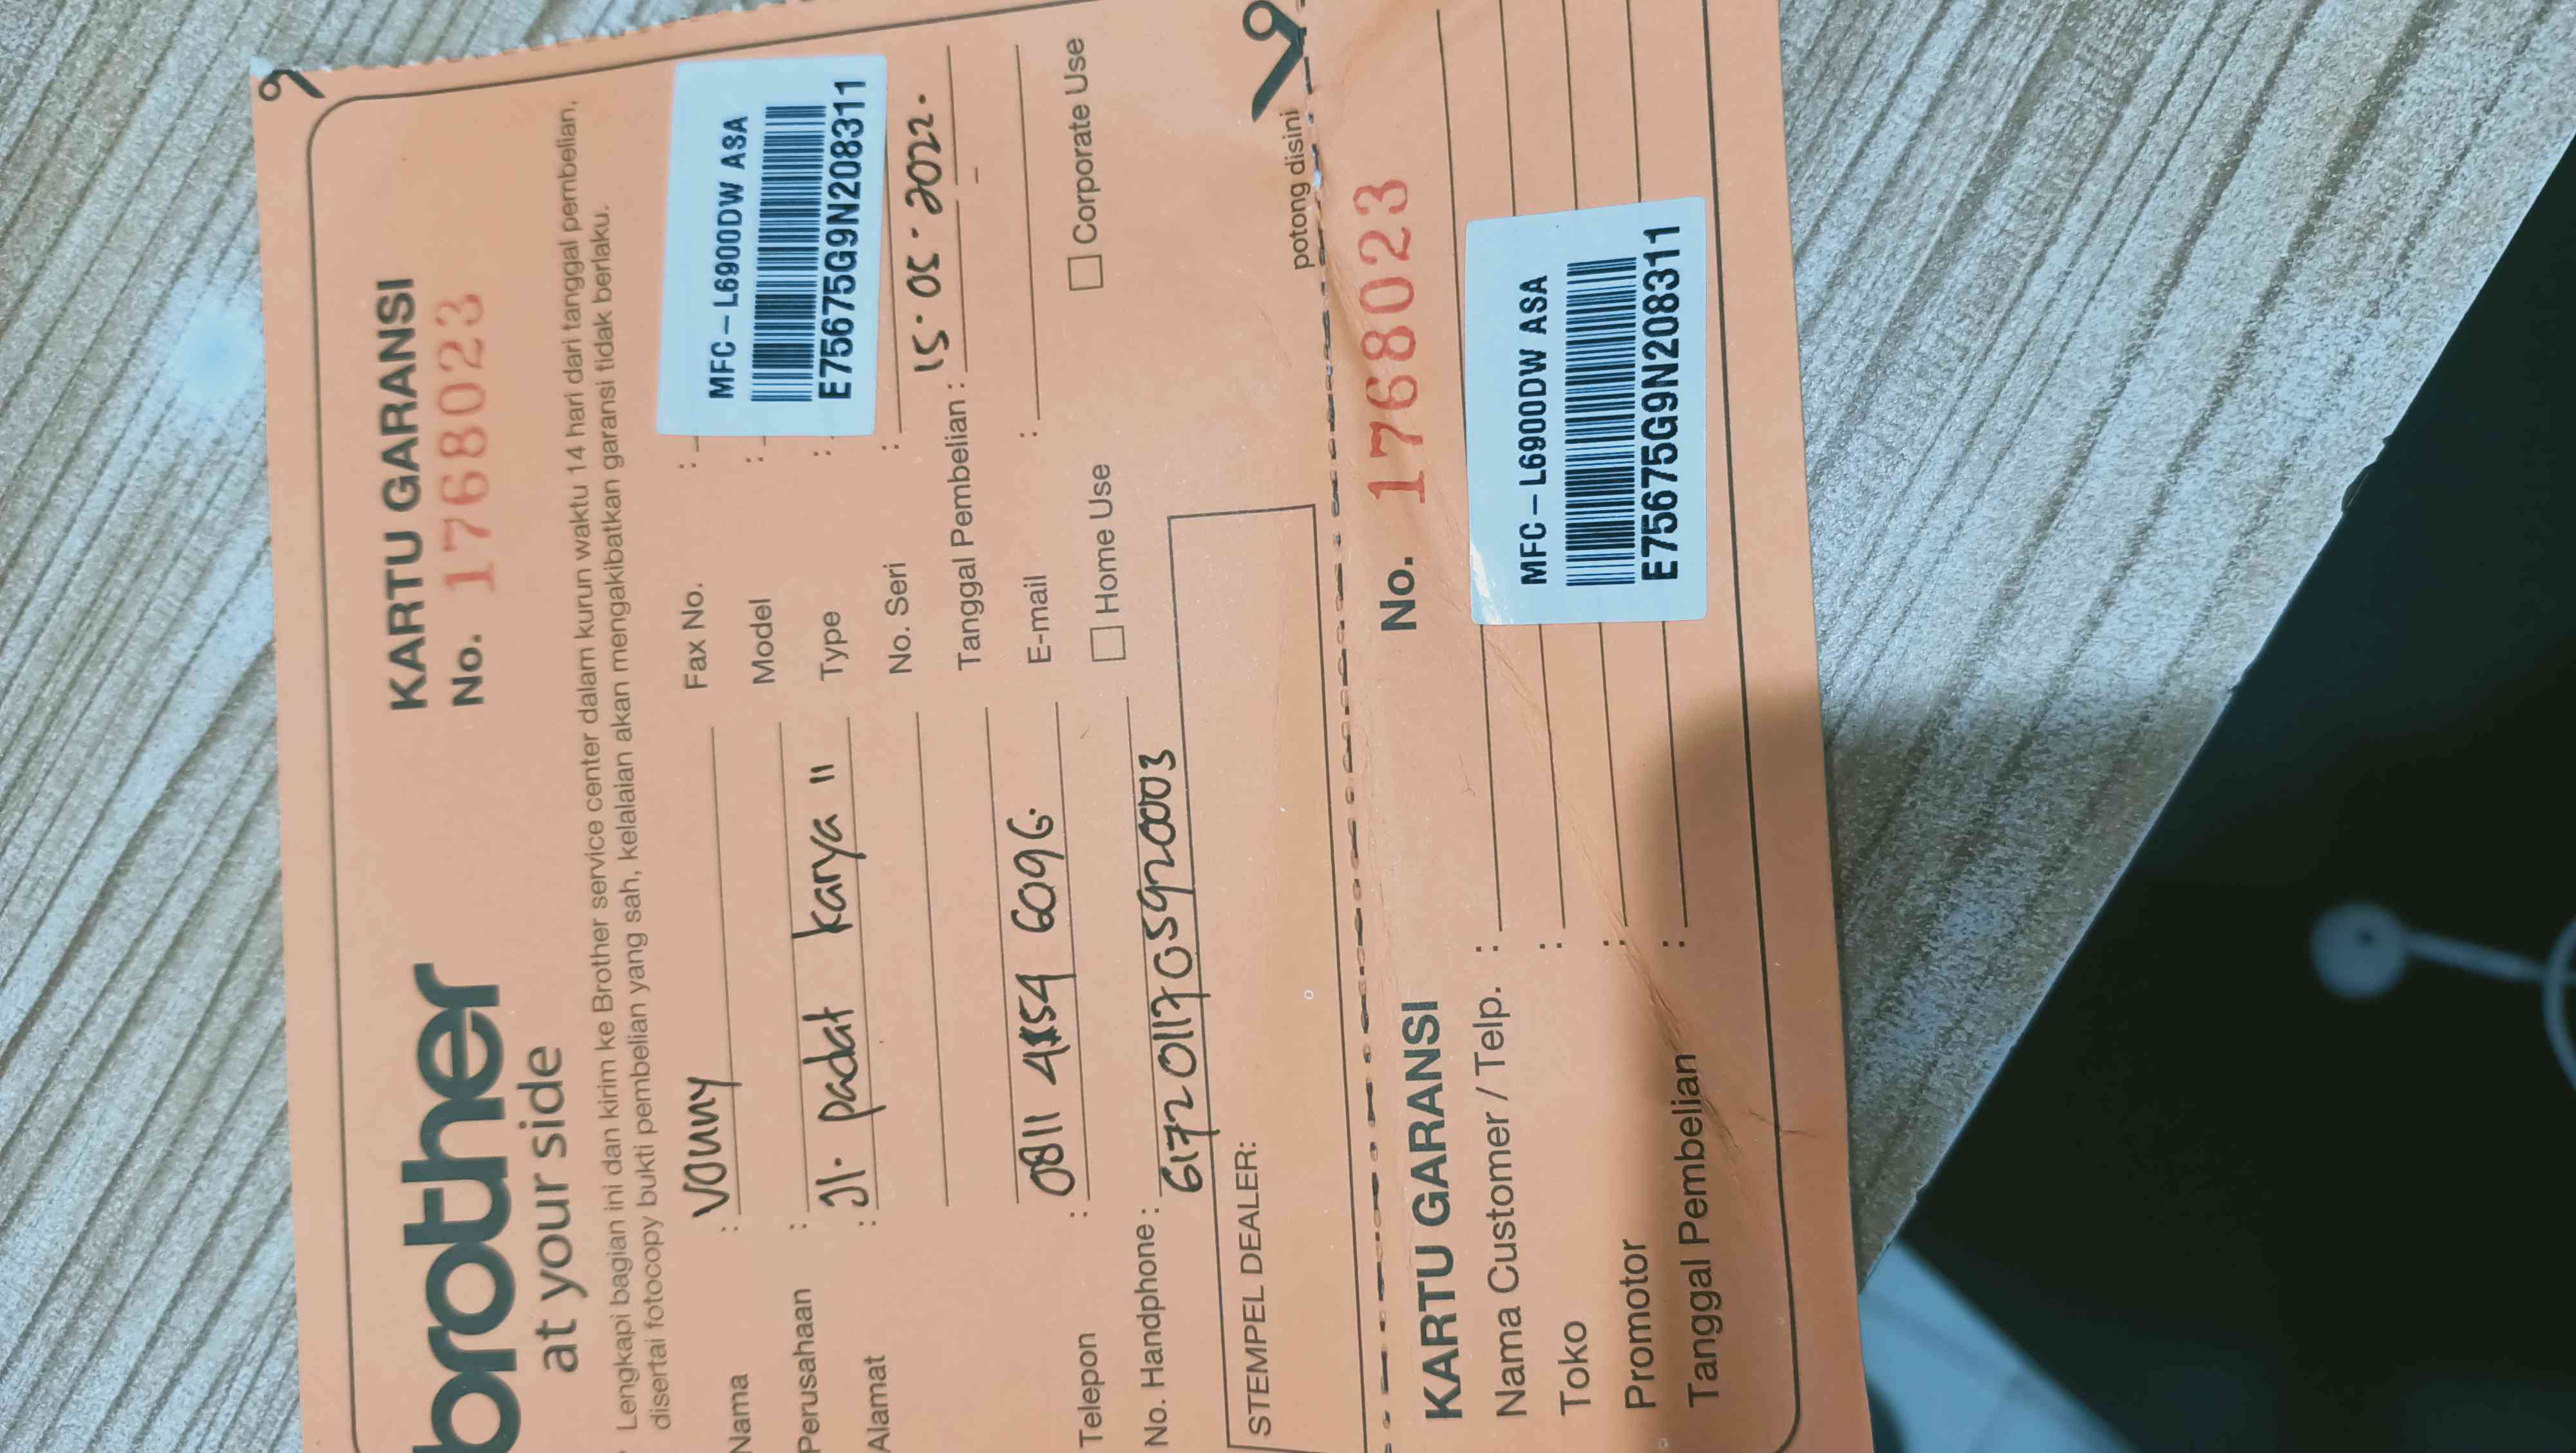 brother
at your side
KARTU GARANSI
No. 1768023
Lengkapi bagian ini dan kirim ke Brother service center dalam kurun waktu 14 hari dari tanggal pembelian,
disertai fotocopy bukti pembelian yang sah, kelalaian akan mengakibatkan garansi tidak berlaku.
Nama : Vonny
Perusahaan :
Alamat : Jl. padat karya II
Telepon : 0811 4554 6096.
No. Handphone : 6172011705920003
Fax No. :
Model :
Type :
No. Seri :
MFC-L6900DW ASA
E75675G9N208311
Tanggal Pembelian : 15.05.2022.
E-mail :
Home Use
Corporate Use
STEMPEL DEALER:
potong disini
KARTU GARANSI
No. 1768023
Nama Customer / Telp. :
Toko :
Promotor :
Tanggal Pembelian :
MFC-L6900DW ASA
E75675G9N208311